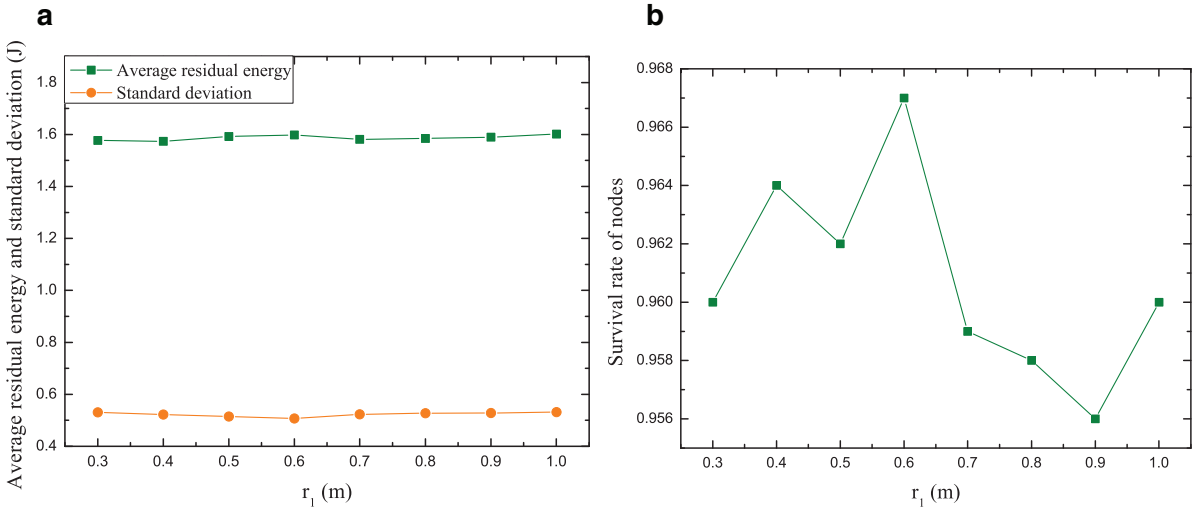 a
Average residual energy and standard deviation (J)
Average residual energy
Standard deviation
1.8
1.6
1.4
1.2
1.0
0.8
0.6
0.4
0.3 0.4 0.5 0.6 0.7 0.8 0.9 1.0
r1 (m)
b
Survival rate of nodes
0.968
0.966
0.964
0.962
0.960
0.958
0.956
0.3 0.4 0.5 0.6 0.7 0.8 0.9 1.0
r1 (m)